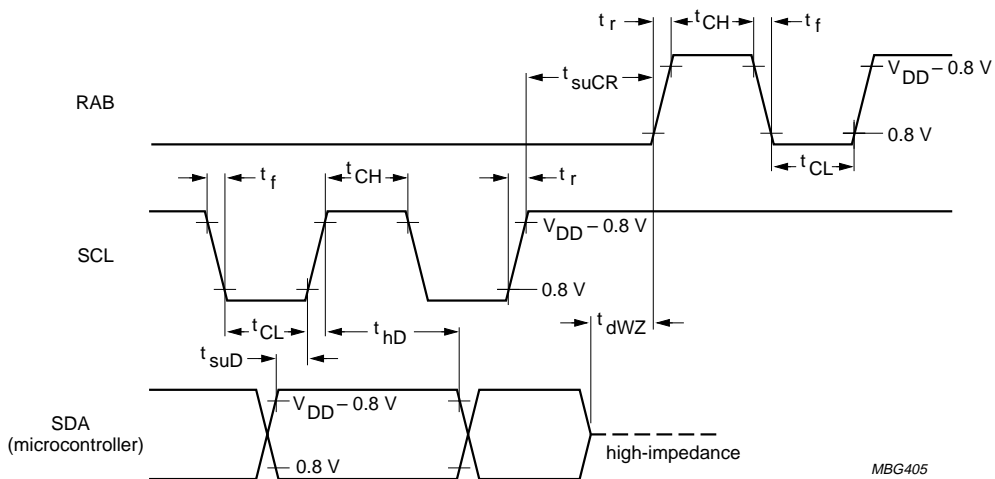 t r
t CH
t f
t suCR
V DD – 0.8 V
RAB
0.8 V
t CL
t f
t CH
t r
V DD – 0.8 V
SCL
0.8 V
t CL
t hD
t dWZ
t suD
V DD – 0.8 V
SDA
(microcontroller)
high-impedance
0.8 V
MBG405